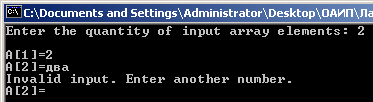 C:\Documents and Settings\Administrator\Desktop\ОАИП\Ла
Enter the quantity of input array elements: 2
A[1]=2
A[2]=два
Invalid input. Enter another number.
A[2]=